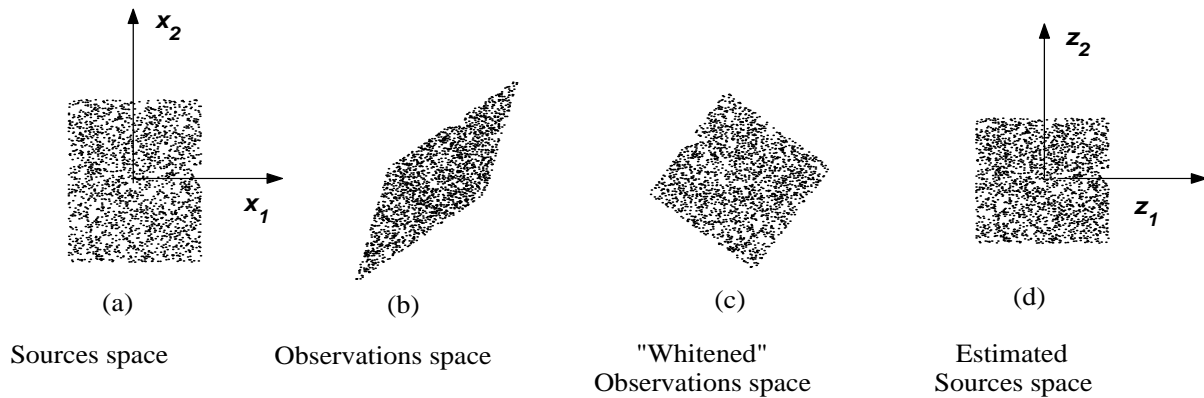 x2
x1
z2
z1
(a)
(b)
(c)
(d)
Sources space
Observations space
"Whitened"
Observations space
Estimated
Sources space